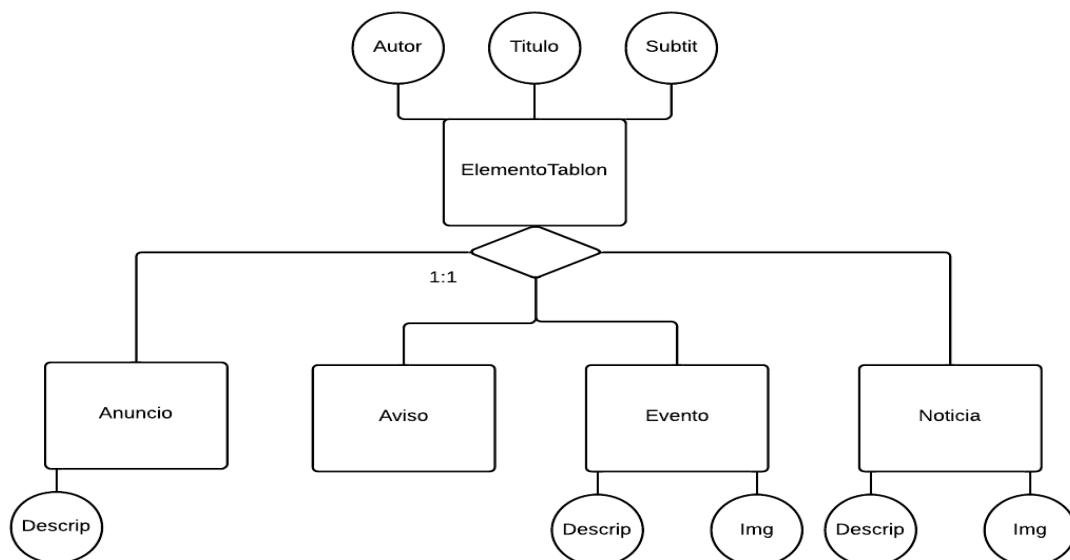 Autor
Titulo
Subtit
ElementoTablon
1:1
Anuncio
Aviso
Evento
Noticia
Descrip
Descrip
Img
Descrip
Img